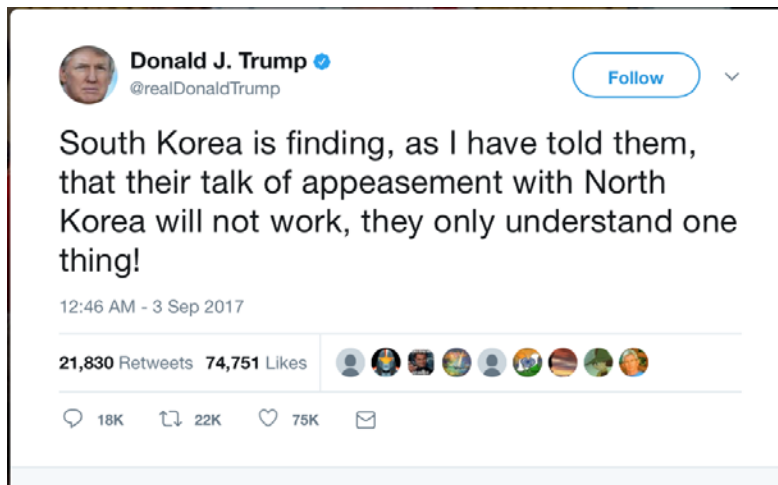 Donald J. Trump
@realDonaldTrump
Follow
South Korea is finding, as I have told them,
that their talk of appeasement with North
Korea will not work, they only understand one
thing!
12:46 AM - 3 Sep 2017
21,830 Retweets 74,751 Likes
18K 22K 75K